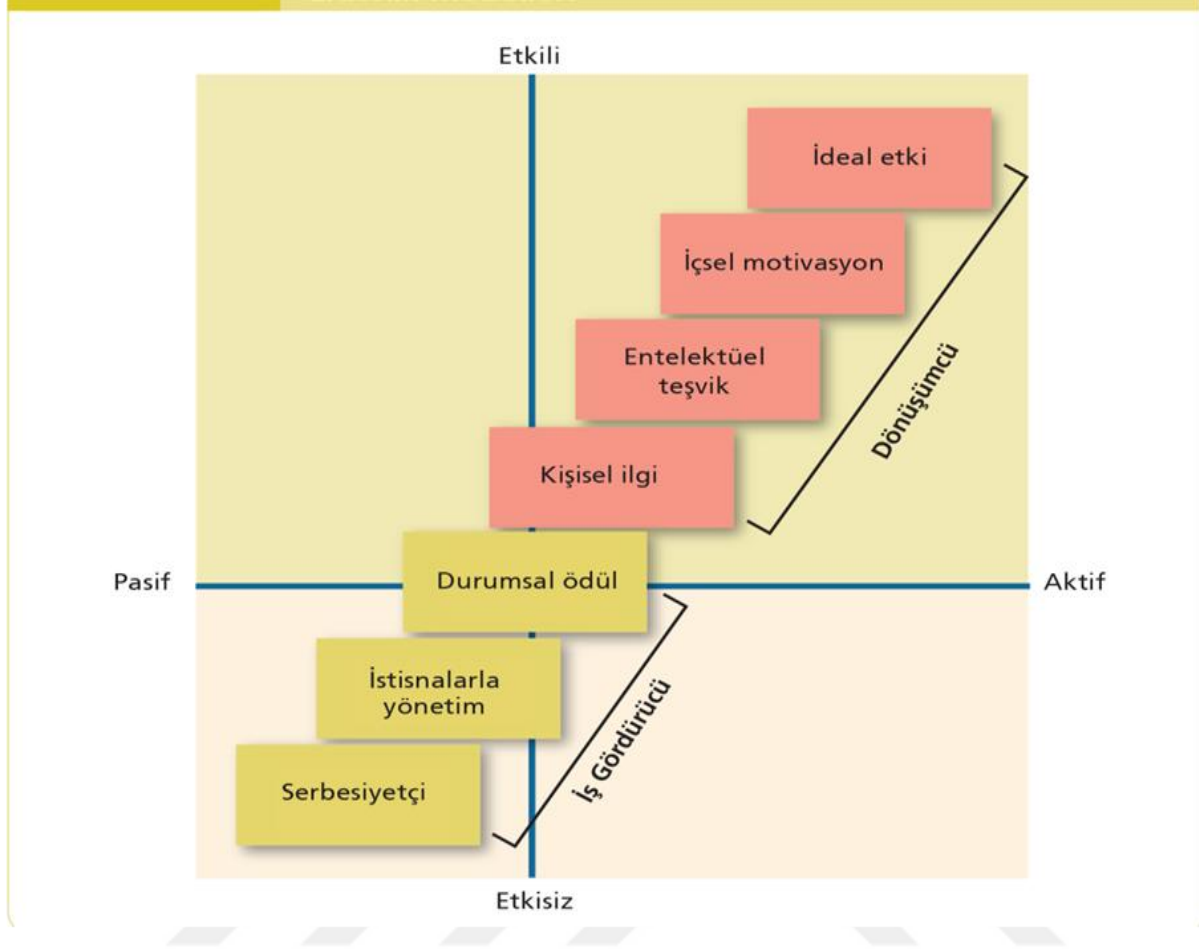 Etkili
İdeal etki
İçsel motivasyon
Entelektüel
teşvik
Dönüşümcü
Kişisel ilgi
Pasif
Durumsal ödül
Aktif
İstisnalarla
yönetim
İş Gördürücü
Serbesiyetçi
Etkisiz